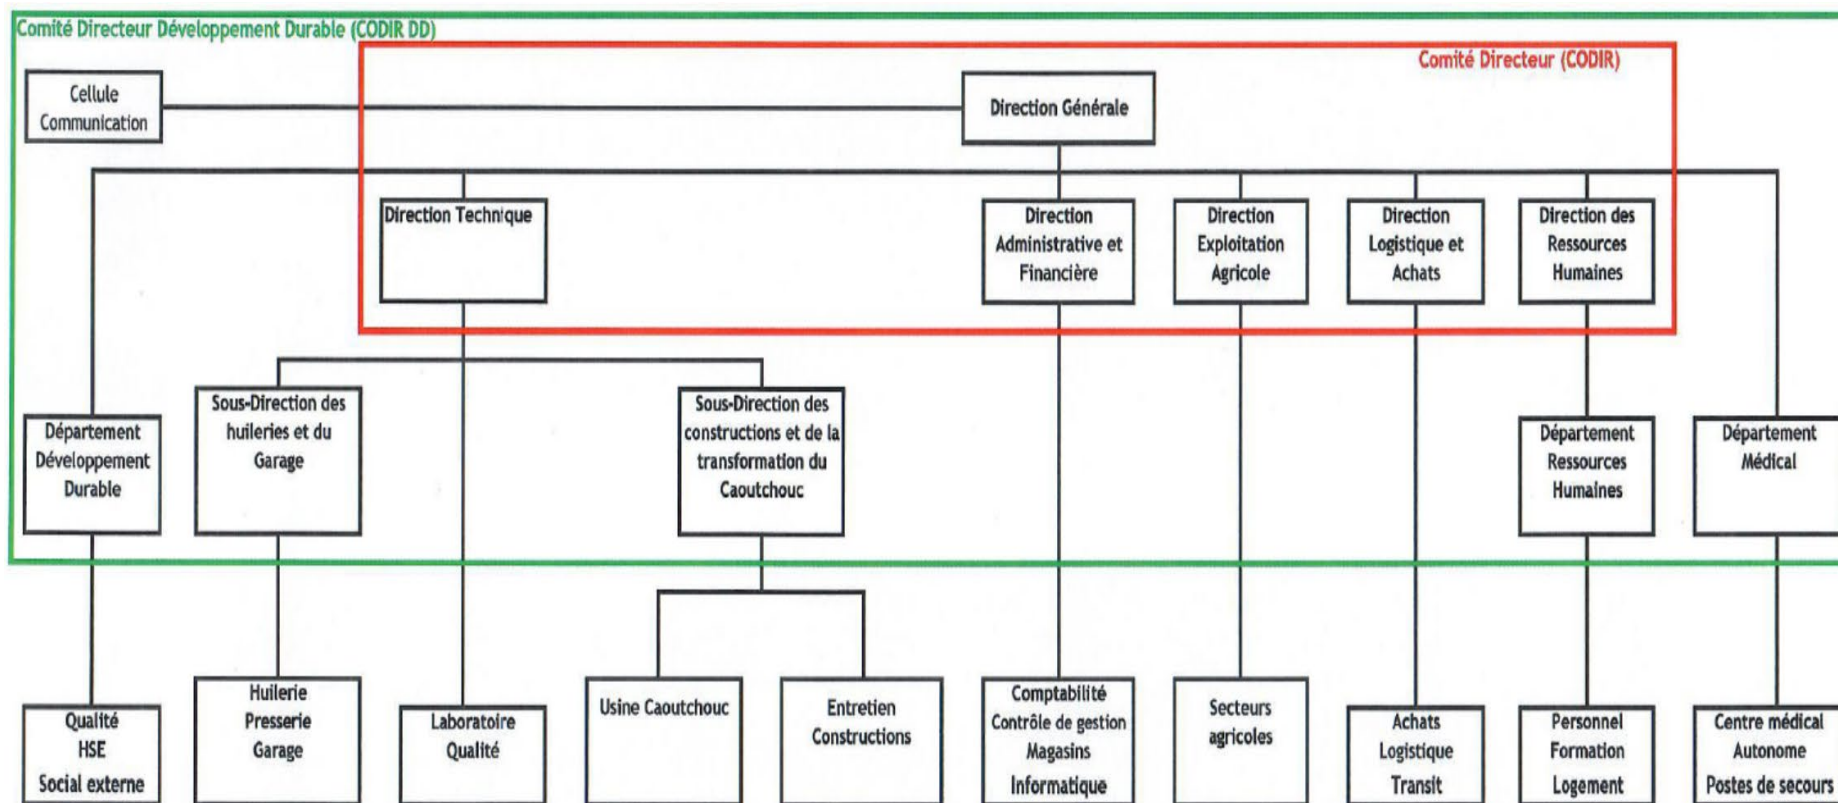 Comité Directeur Développement Durable (CODIR DD)
Comité Directeur (CODIR)
Cellule
Communication
Direction Générale
Direction Technique
Direction
Administrative et
Financière
Direction
Exploitation
Agricole
Direction
Logistique et
Achats
Direction des
Ressources
Humaines
Département
Développement
Durable
Sous-Direction des
huileries et du
Garage
Sous-Direction des
constructions et de la
transformation du
Caoutchouc
Département
Ressources
Humaines
Département
Médical
Qualité
HSE
Social externe
Huilerie
Presserie
Garage
Laboratoire
Qualité
Usine Caoutchouc
Entretien
Constructions
Comptabilité
Contrôle de gestion
Magasins
Informatique
Secteurs
agricoles
Achats
Logistique
Transit
Personnel
Formation
Logement
Centre médical
Autonome
Postes de secours